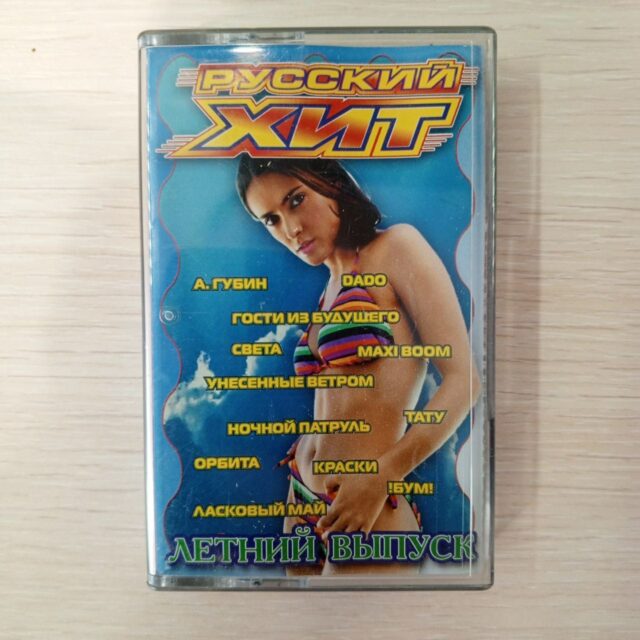 РУССКИЙ
ХИТ
А. ГУБИН DADO
ГОСТИ ИЗ БУДУЩЕГО
СВЕТА MAXI BOOM
УНЕСЕННЫЕ ВЕТРОМ
ТАТУ
НОЧНОЙ ПАТРУЛЬ
ОРБИТА КРАСКИ
!БУМ!
ЛАСКОВЫЙ МАЙ
ЛЕТНИЙ ВЫПУСК